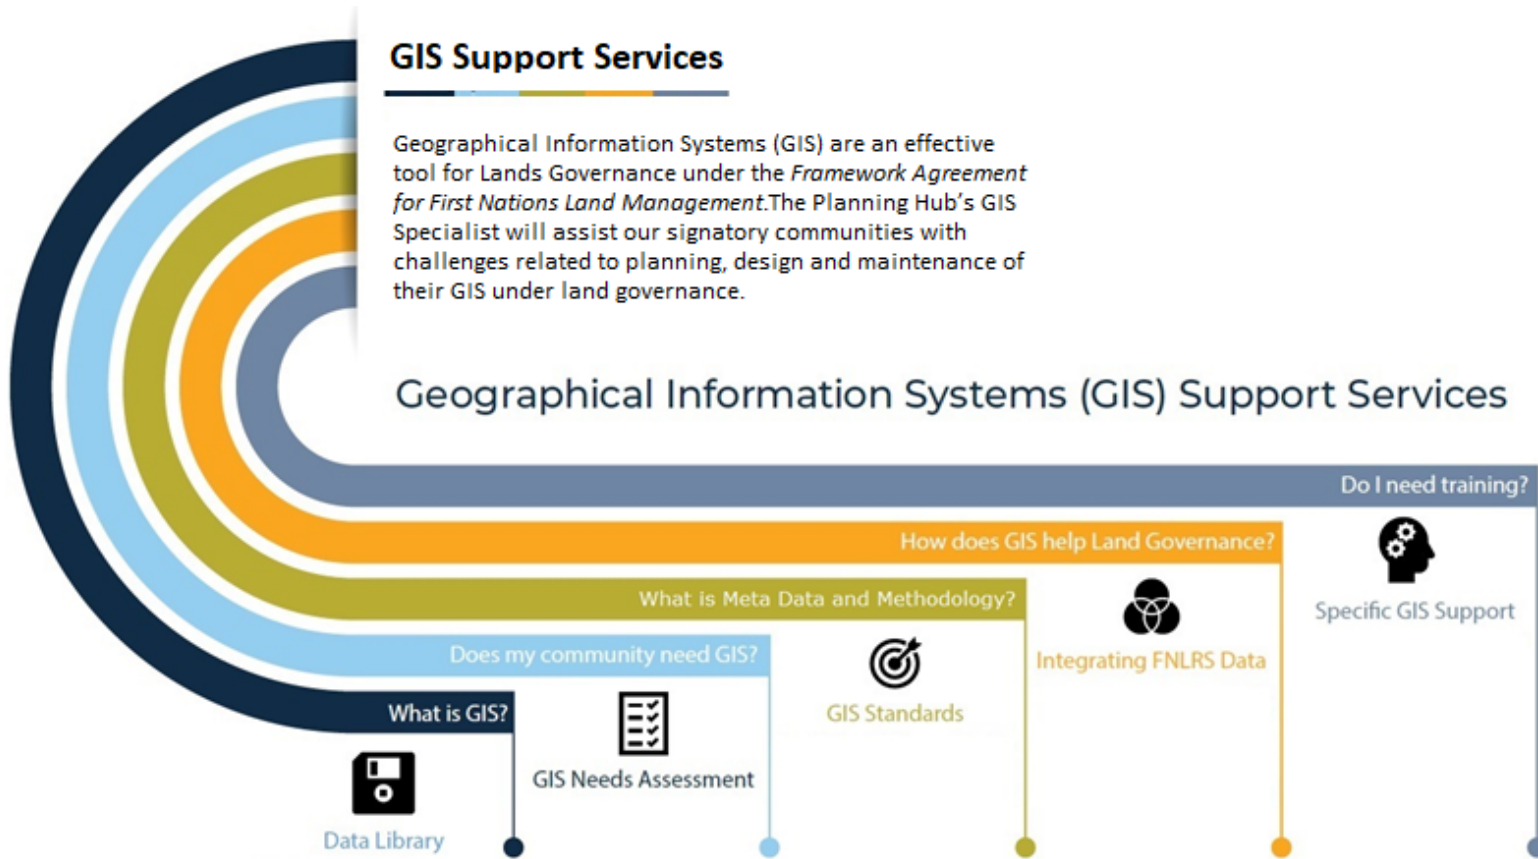 GIS Support Services
Geographical Information Systems (GIS) are an effective
tool for Lands Governance under the Framework Agreement
for First Nations Land Management.The Planning Hub's GIS
Specialist will assist our signatory communities with
challenges related to planning, design and maintenance of
their GIS under land governance.
Geographical Information Systems (GIS) Support Services
Do I need training?
How does GIS help Land Governance?
Specific GIS Support
What is Meta Data and Methodology?
Integrating FNLRS Data
Does my community need GIS?
GIS Standards
What is GIS?
GIS Needs Assessment
Data Library